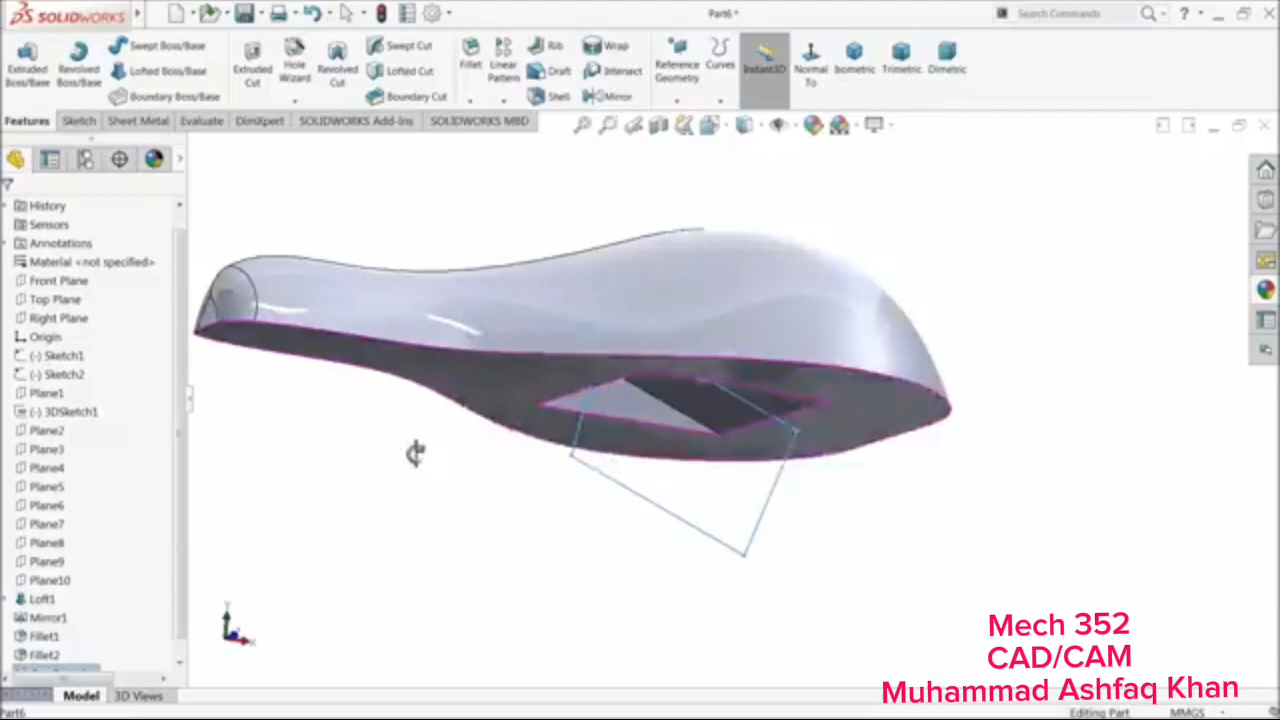 SOLIDWORKS
Part6 *
Search Commands
Extruded Boss/Base
Revolved Boss/Base
Swept Boss/Base
Lofted Boss/Base
Boundary Boss/Base
Extruded Cut
Hole Wizard
Revolved Cut
Swept Cut
Lofted Cut
Boundary Cut
Fillet
Linear Pattern
Rib
Draft
Shell
Wrap
Intersect
Mirror
Reference Geometry
Curves
Instant3D
Normal To
Isometric
Trimetric
Dimetric
Features
Sketch
Sheet Metal
Evaluate
DimXpert
SOLIDWORKS Add-Ins
SOLIDWORKS MBD
History
Sensors
Annotations
Material <not specified>
Front Plane
Top Plane
Right Plane
Origin
(-) Sketch1
(-) Sketch2
Plane1
(-) 3DSketch1
Plane2
Plane3
Plane4
Plane5
Plane6
Plane7
Plane8
Plane9
Plane10
Loft1
Mirror1
Fillet1
Fillet2
Y
X
Mech 352
CAD/CAM
Muhammad Ashfaq Khan
Model
3D Views
Part6
Editing Part
MMGS